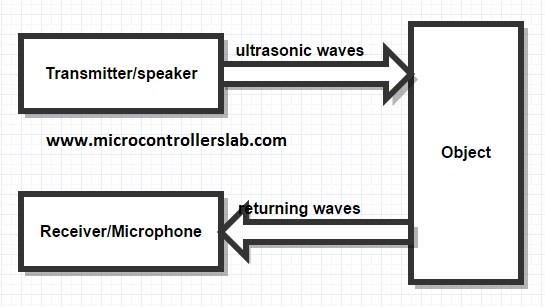 ultrasonic waves
Transmitter/speaker
www.microcontrollerslab.com
Object
returning waves
Receiver/Microphone